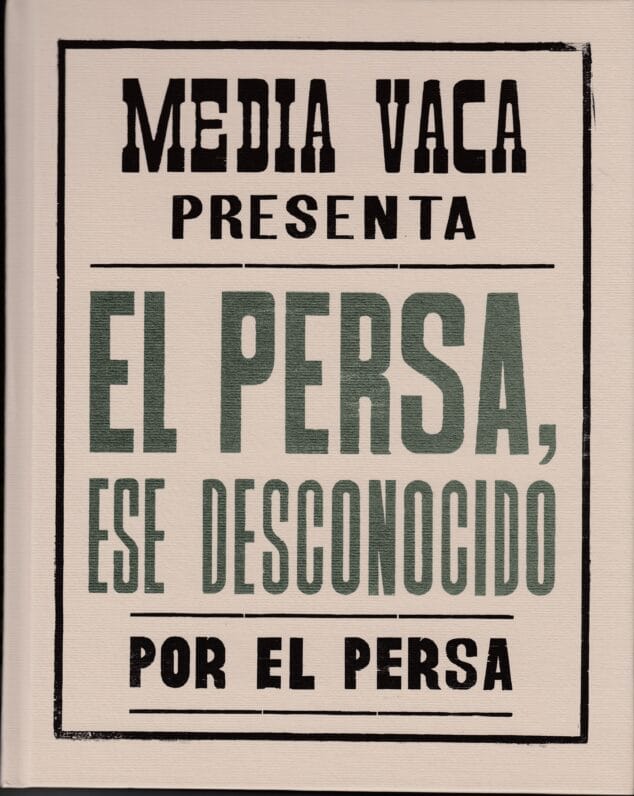 MEDIA VACA
PRESENTA
EL PERSA,
ESE DESCONOCIDO
POR EL PERSA